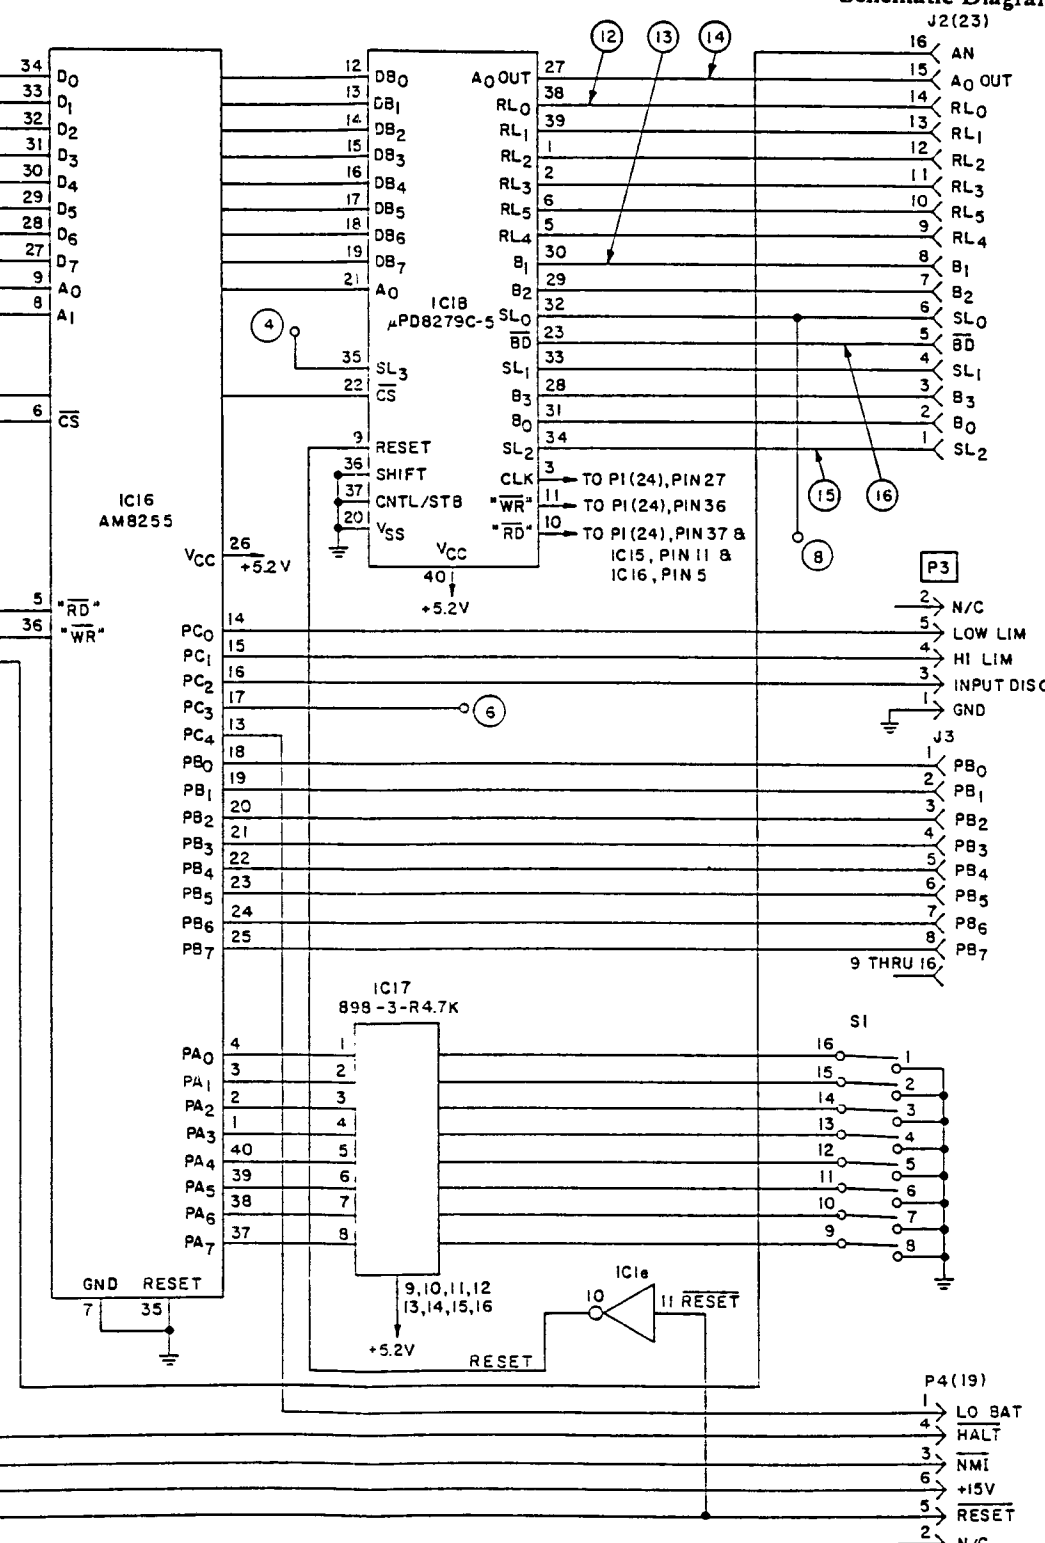 Schematic Diagra
J2(23)
12 13 14
16 AN
34 D0 12 DB0 A0 OUT 27 15 A0 OUT
33 D1 13 DB1 RL0 38 14 RL0
32 D2 14 DB2 RL1 39 13 RL1
31 D3 15 DB3 RL2 1 12 RL2
30 D4 16 DB4 RL3 2 11 RL3
29 D5 17 DB5 RL5 6 10 RL5
28 D6 18 DB6 RL4 5 9 RL4
27 D7 19 DB7 B1 30 8 B1
9 A0 21 A0 B2 29 7 B2
8 A1 IC18 SL0 32 6 SL0
4 µPD8279C-5 B̅D̅ 23 5 B̅D̅
35 SL3 SL1 33 4 SL1
22 C̅S̅ B3 28 3 B3
6 C̅S̅ B0 31 2 B0
9 RESET SL2 34 1 SL2
36 SHIFT CLK 3 TO P1(24), PIN 27
15 16
37 CNTL/STB "W̅R̅" 11 TO P1(24), PIN 36
20 VSS "R̅D̅" 10 TO P1(24), PIN 37 &
IC15, PIN 11 &
IC16, PIN 5
8
IC16
AM8255
VCC 26 +5.2V
VCC
40
+5.2V
P3
2 N/C
5 "R̅D̅"
36 "W̅R̅"
PC0 14 5 LOW LIM
PC1 15 4 HI LIM
PC2 16 3 INPUT DISC
PC3 17 6 1 GND
PC4 13 J3
PB0 18 1 PB0
PB1 19 2 PB1
PB2 20 3 PB2
PB3 21 4 PB3
PB4 22 5 PB4
PB5 23 6 PB5
PB6 24 7 PB6
PB7 25 8 PB7
9 THRU 16
IC17
898-3-R4.7K
S1
PA0 4 1 16 1
PA1 3 2 15 2
PA2 2 3 14 3
PA3 1 4 13 4
PA4 40 5 12 5
PA5 39 6 11 6
PA6 38 7 10 7
PA7 37 8 9 8
GND RESET
7 35
9,10,11,12
13,14,15,16
+5.2V
IC1e
10 11 R̅E̅S̅E̅T̅
RESET
P4(19)
1 LO BAT
4 H̅A̅L̅T̅
3 N̅M̅I̅
6 +15V
5 R̅E̅S̅E̅T̅
2 N/C